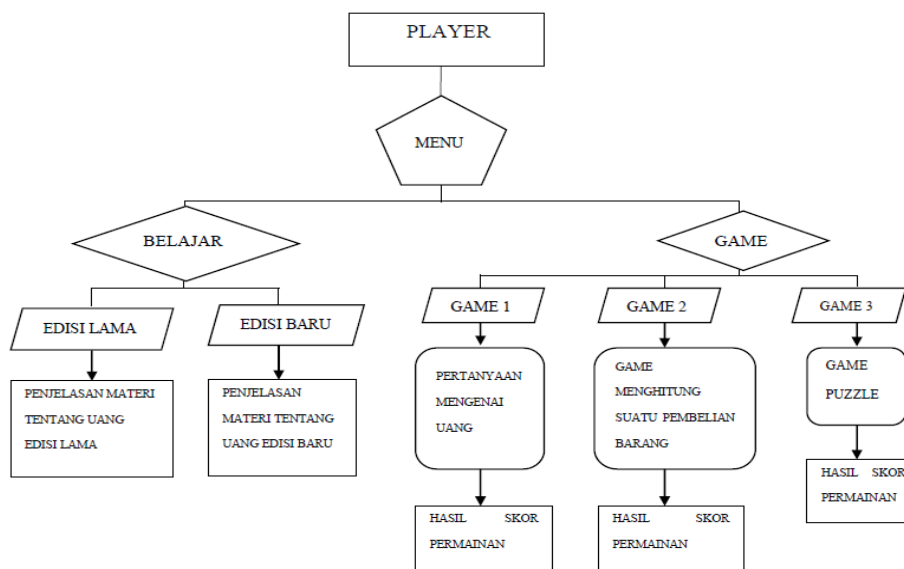 PLAYER
MENU
BELAJAR
GAME
EDISI LAMA
EDISI BARU
GAME 1
GAME 2
GAME 3
PENJELASAN MATERI
TENTANG UANG
EDISI LAMA
PENJELASAN
MATERI TENTANG
UANG EDISI BARU
PERTANYAAN
MENGENAI
UANG
GAME
MENGHITUNG
SUATU PEMBELIAN
BARANG
GAME
PUZZLE
HASIL SKOR
PERMAINAN
HASIL SKOR
PERMAINAN
HASIL SKOR
PERMAINAN